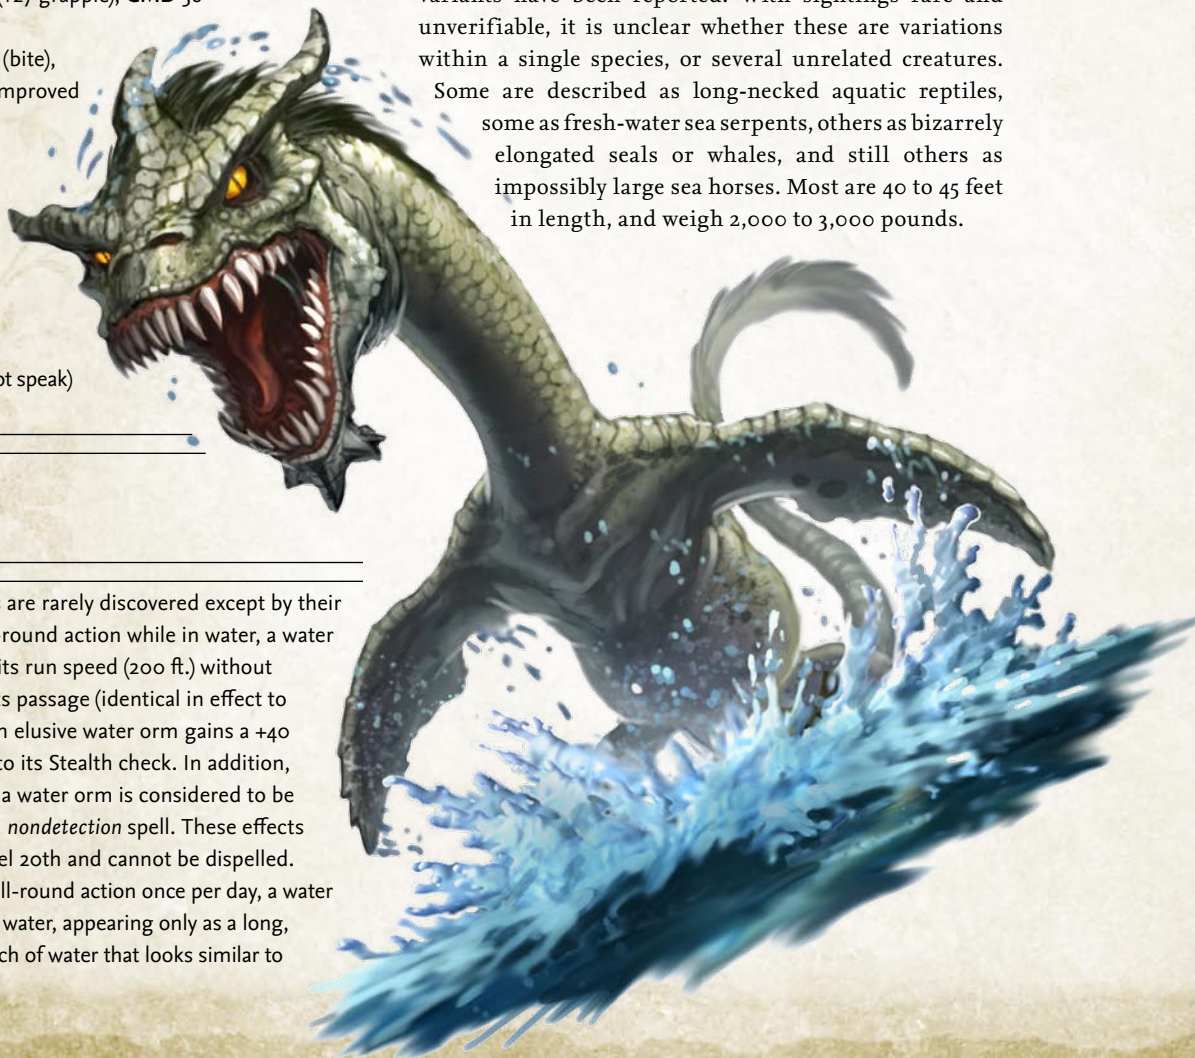 (+27 grapple), CMD 30
(bite),
mproved
ot speak)
s are rarely discovered except by their
-round action while in water, a water
its run speed (200 ft.) without
ts passage (identical in effect to
n elusive water orm gains a +40
to its Stealth check. In addition,
a water orm is considered to be
nondetection spell. These effects
el 20th and cannot be dispelled.
ll-round action once per day, a water
water, appearing only as a long,
ch of water that looks similar to
variants have been reported. With sightings rare and
unverifiable, it is unclear whether these are variations
within a single species, or several unrelated creatures.
Some are described as long-necked aquatic reptiles,
some as fresh-water sea serpents, others as bizarrely
elongated seals or whales, and still others as
impossibly large sea horses. Most are 40 to 45 feet
in length, and weigh 2,000 to 3,000 pounds.